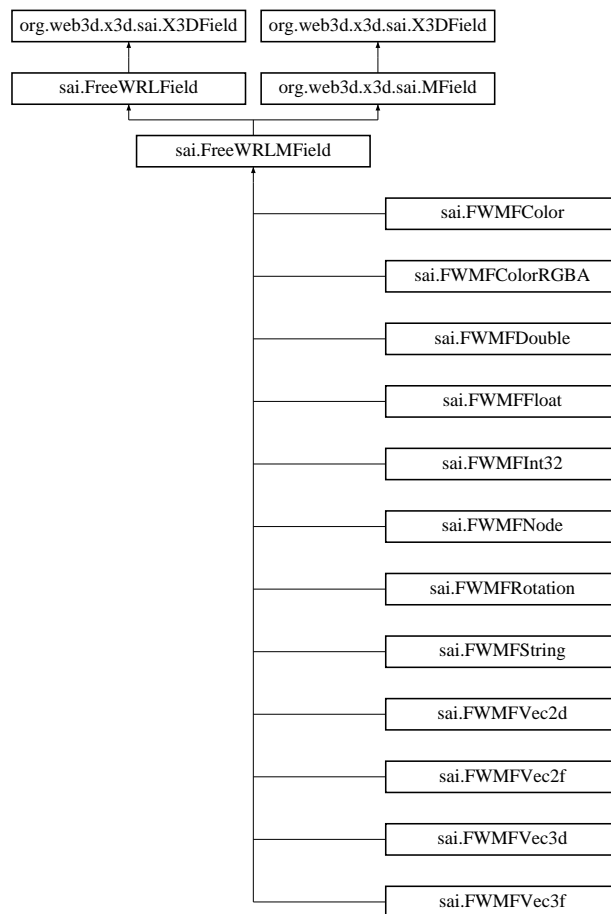 org.web3d.x3d.sai.X3DField org.web3d.x3d.sai.X3DField
sai.FreeWRLField org.web3d.x3d.sai.MField
sai.FreeWRLMField
sai.FWMFColor
sai.FWMFColorRGBA
sai.FWMFDouble
sai.FWMFFloat
sai.FWMFInt32
sai.FWMFNode
sai.FWMFRotation
sai.FWMFString
sai.FWMFVec2d
sai.FWMFVec2f
sai.FWMFVec3d
sai.FWMFVec3f